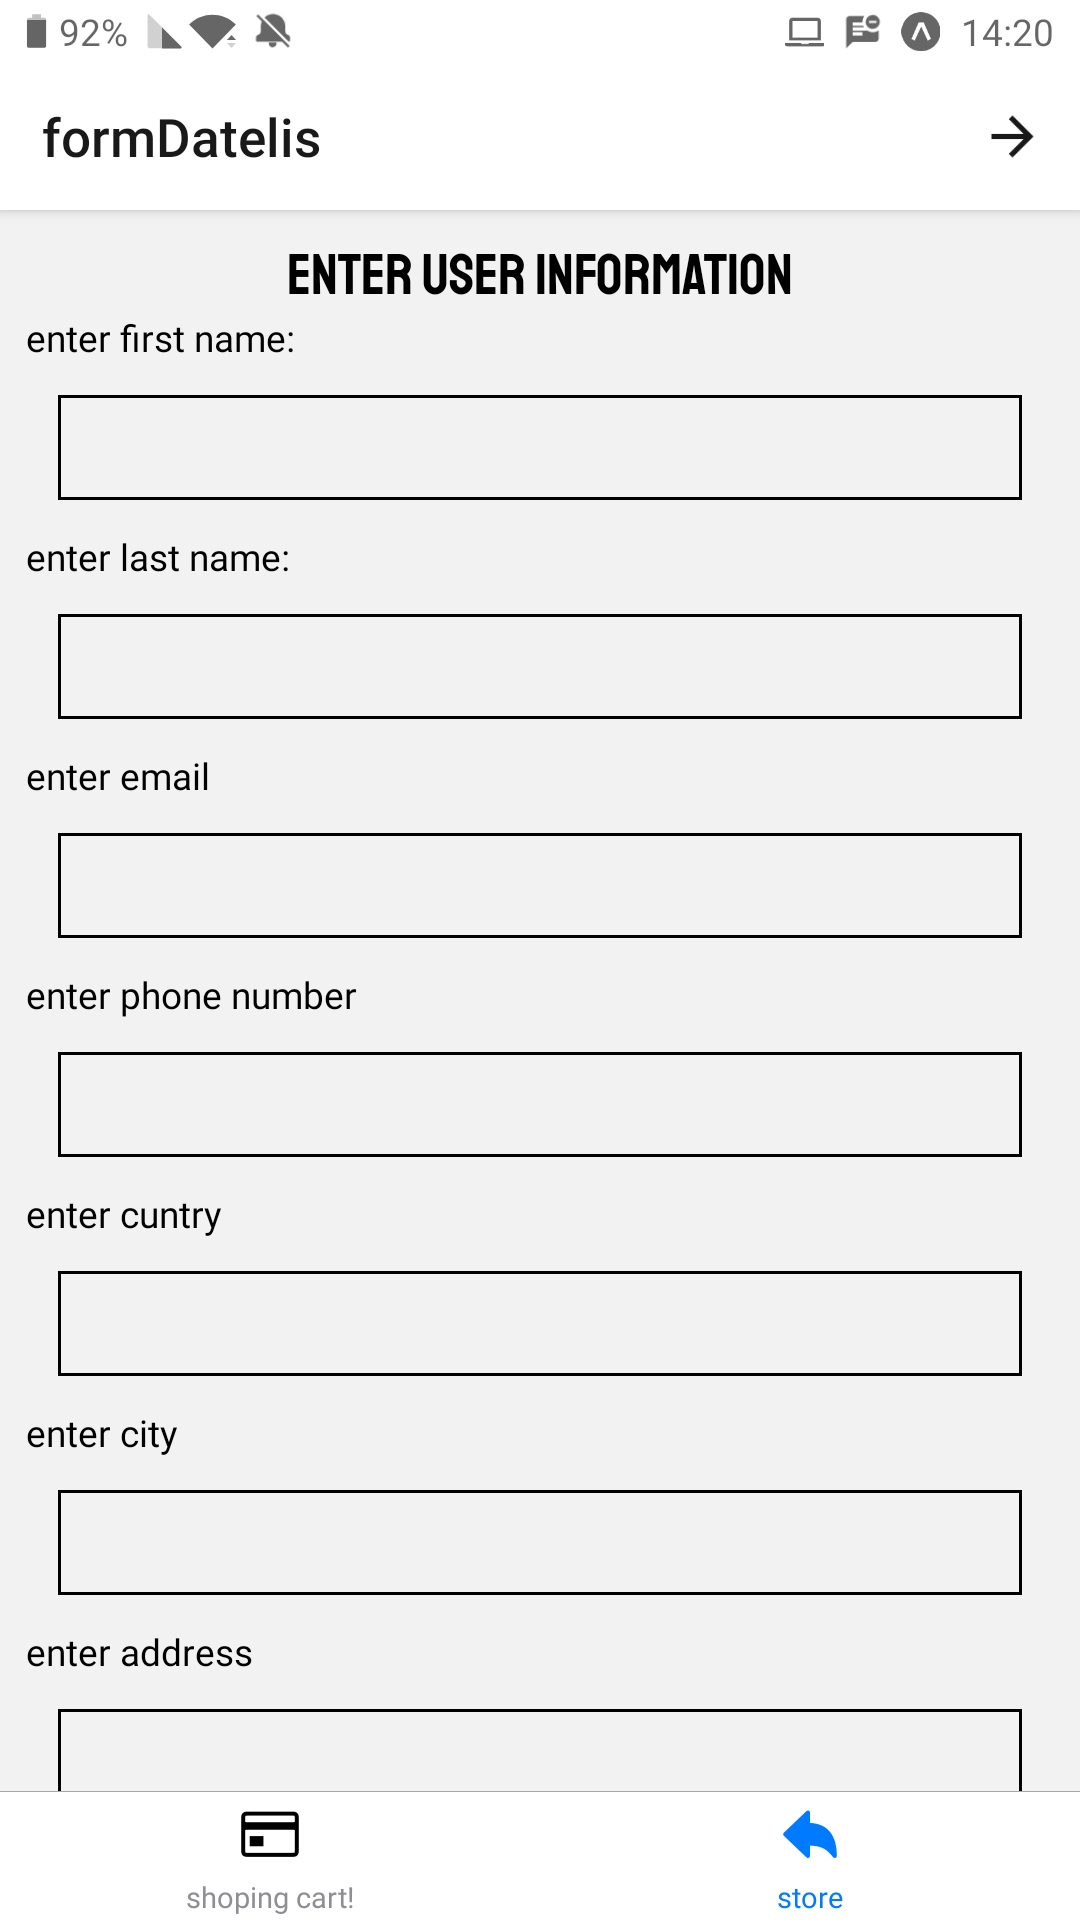 92% 14:20
formDatelis
ENTER USER INFORMATION
enter first name:
enter last name:
enter email
enter phone number
enter cuntry
enter city
enter address
shoping cart! store